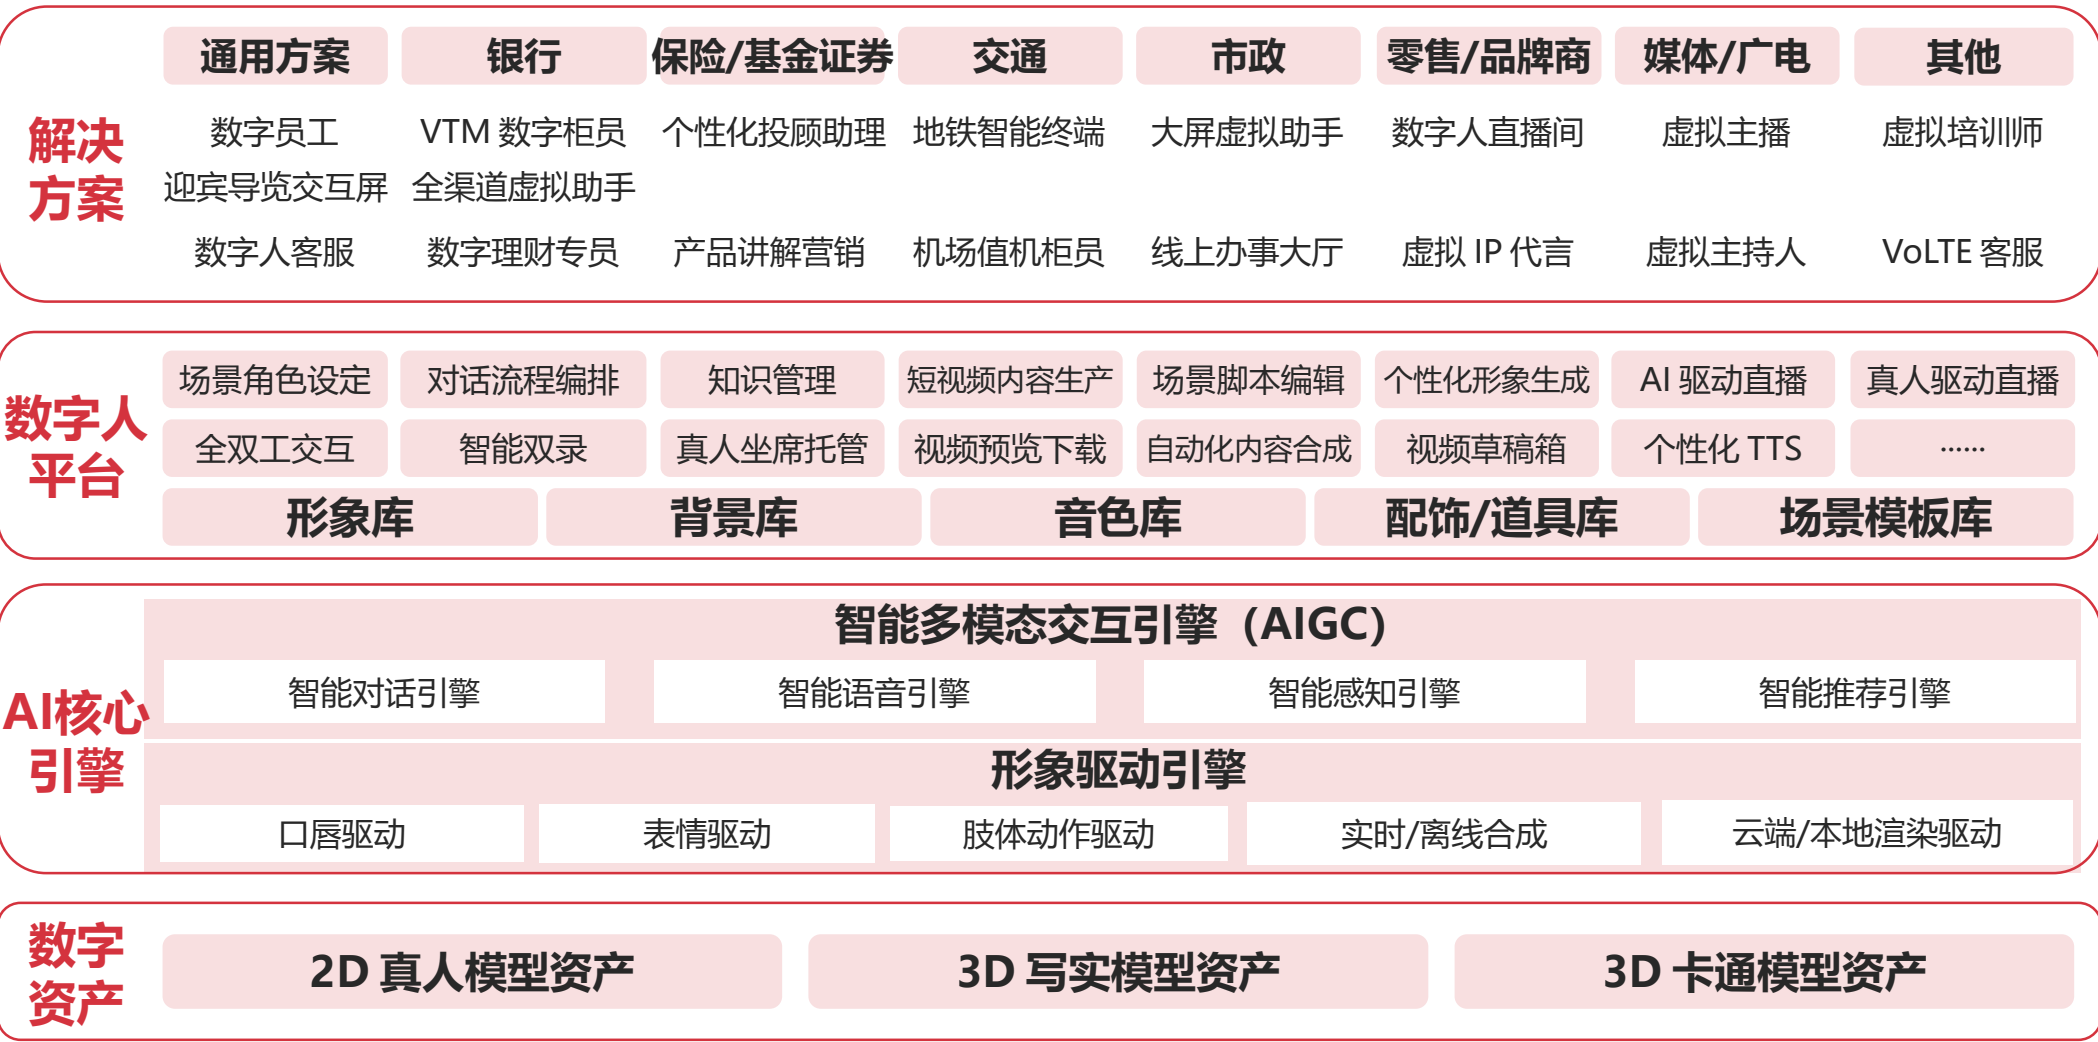 解决
方案
通用方案 银行 保险/基金证券 交通 市政 零售/品牌商 媒体/广电 其他
数字员工 VTM 数字柜员 个性化投顾助理 地铁智能终端 大屏虚拟助手 数字人直播间 虚拟主播 虚拟培训师
迎宾导览交互屏 全渠道虚拟助手
数字人客服 数字理财专员 产品讲解营销 机场值机柜员 线上办事大厅 虚拟 IP 代言 虚拟主持人 VoLTE 客服
数字人
平台
场景角色设定 对话流程编排 知识管理 短视频内容生产 场景脚本编辑 个性化形象生成 AI 驱动直播 真人驱动直播
全双工交互 智能双录 真人坐席托管 视频预览下载 自动化内容合成 视频草稿箱 个性化 TTS ......
形象库 背景库 音色库 配饰/道具库 场景模板库
AI核心
引擎
智能多模态交互引擎（AIGC）
智能对话引擎 智能语音引擎 智能感知引擎 智能推荐引擎
形象驱动引擎
口唇驱动 表情驱动 肢体动作驱动 实时/离线合成 云端/本地渲染驱动
数字
资产
2D 真人模型资产 3D 写实模型资产 3D 卡通模型资产